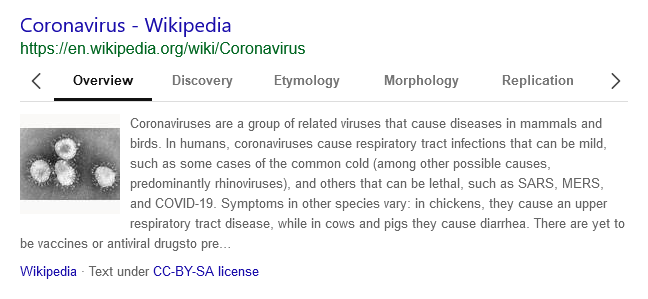 Coronavirus - Wikipedia
https://en.wikipedia.org/wiki/Coronavirus
Overview Discovery Etymology Morphology Replication
Coronaviruses are a group of related viruses that cause diseases in mammals and
birds. In humans, coronaviruses cause respiratory tract infections that can be mild,
such as some cases of the common cold (among other possible causes,
predominantly rhinoviruses), and others that can be lethal, such as SARS, MERS,
and COVID-19. Symptoms in other species vary: in chickens, they cause an upper
respiratory tract disease, while in cows and pigs they cause diarrhea. There are yet to
be vaccines or antiviral drugsto pre...
Wikipedia · Text under CC-BY-SA license